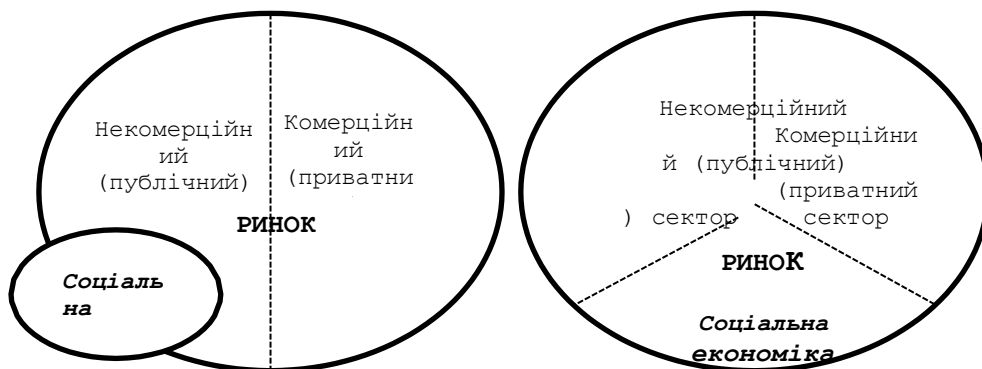 Некомерційн
ий
(публічний)
Комерційн
ий
(приватни
РИНОК
Соціаль
на
Некомерційний
Комерційни
й (публічний)
(приватний
) сектор
сектор
РИНОК
Соціальна
економіка